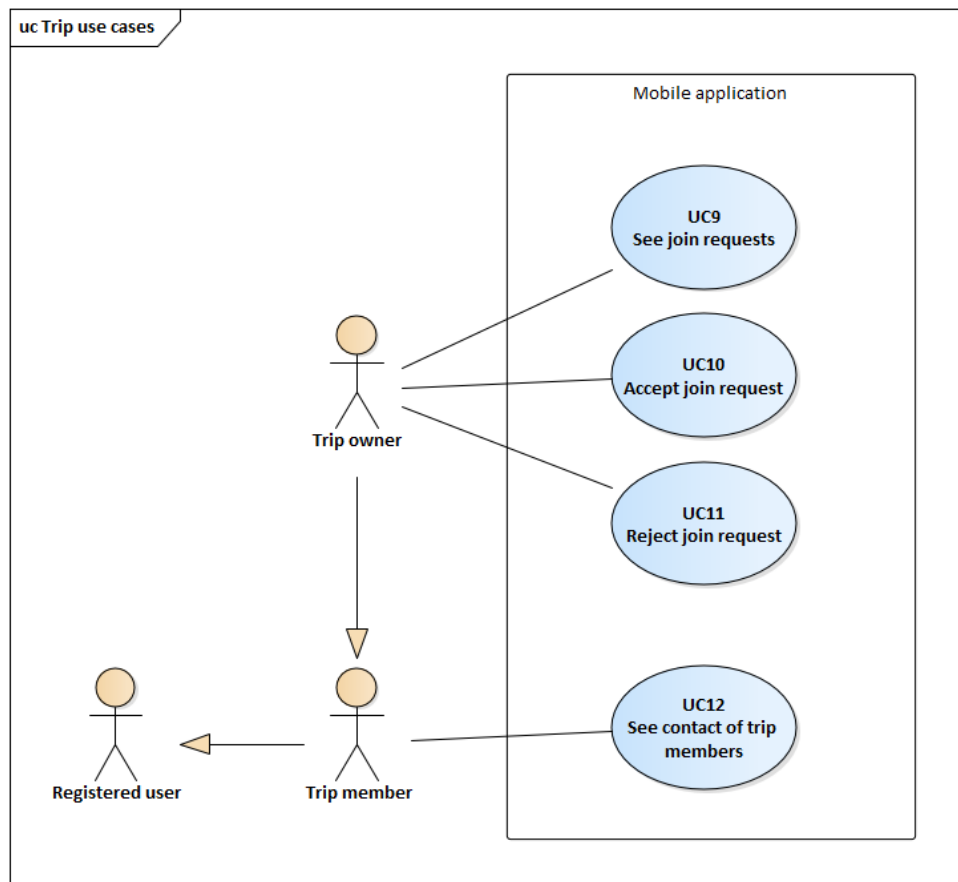 uc Trip use cases
Mobile application
UC9
See join requests
UC10
Accept join request
Trip owner
UC11
Reject join request
UC12
See contact of trip
members
Registered user
Trip member